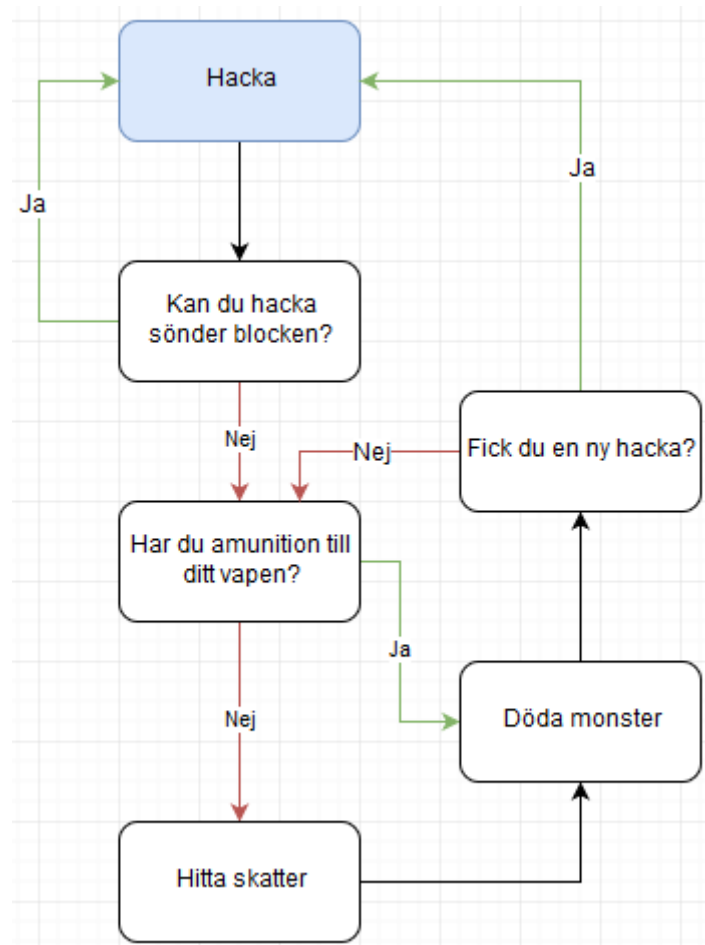 Hacka
Ja
Ja
Kan du hacka
sönder blocken?
Nej
Nej
Fick du en ny hacka?
Har du amunition till
ditt vapen?
Ja
Nej
Döda monster
Hitta skatter